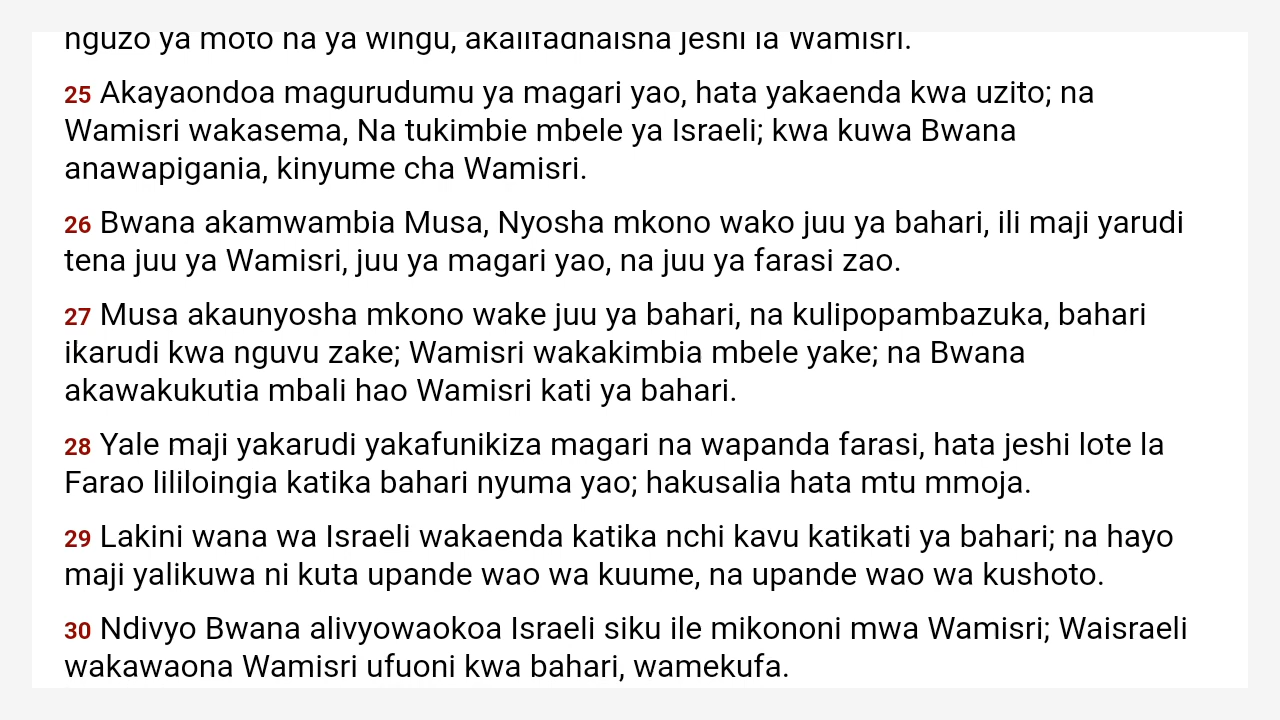 nguzo ya moto na ya wingu, akalifadhaisha jeshi la Wamisri.
25 Akayaondoa magurudumu ya magari yao, hata yakaenda kwa uzito; na
Wamisri wakasema, Na tukimbie mbele ya Israeli; kwa kuwa Bwana
anawapigania, kinyume cha Wamisri.
26 Bwana akamwambia Musa, Nyosha mkono wako juu ya bahari, ili maji yarudi
tena juu ya Wamisri, juu ya magari yao, na juu ya farasi zao.
27 Musa akaunyosha mkono wake juu ya bahari, na kulipopambazuka, bahari
ikarudi kwa nguvu zake; Wamisri wakakimbia mbele yake; na Bwana
akawakukutia mbali hao Wamisri kati ya bahari.
28 Yale maji yakarudi yakafunikiza magari na wapanda farasi, hata jeshi lote la
Farao lililoingia katika bahari nyuma yao; hakusalia hata mtu mmoja.
29 Lakini wana wa Israeli wakaenda katika nchi kavu katikati ya bahari; na hayo
maji yalikuwa ni kuta upande wao wa kuume, na upande wao wa kushoto.
30 Ndivyo Bwana alivyowaokoa Israeli siku ile mikononi mwa Wamisri; Waisraeli
wakawaona Wamisri ufuoni kwa bahari, wamekufa.